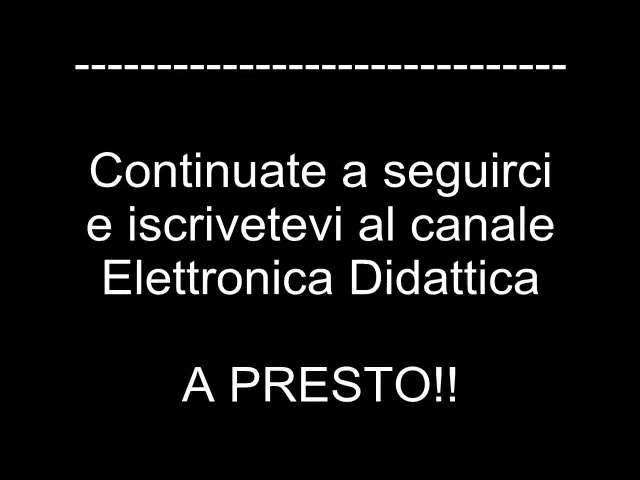 ------------------------------
Continuate a seguirci
e iscrivetevi al canale
Elettronica Didattica
A PRESTO!!